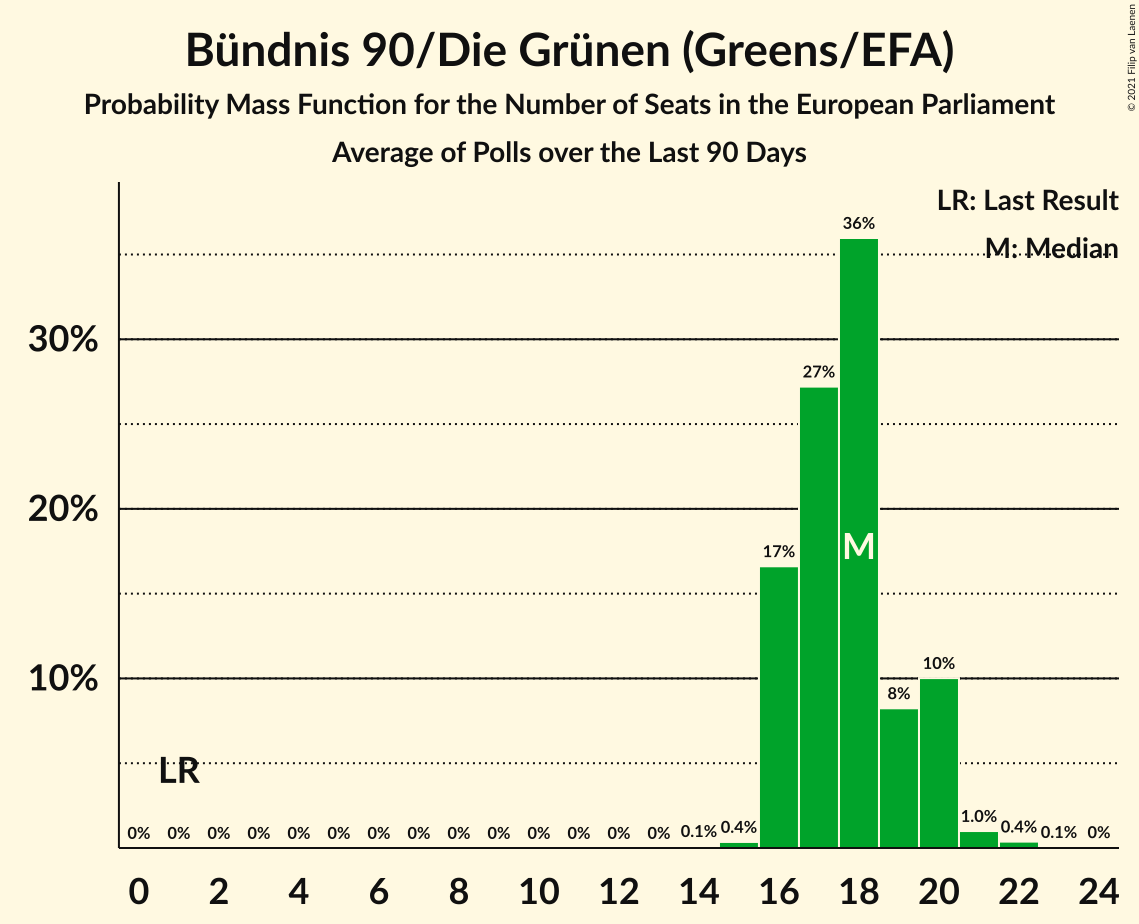 Bündnis 90/Die Grünen (Greens/EFA)
Probability Mass Function for the Number of Seats in the European Parliament
Average of Polls over the Last 90 Days
© 2021 Filip van Laenen
LR: Last Result
M: Median
36%
30%
27%
20%
M
17%
10%
10%
8%
LR
0% 0% 0% 0% 0% 0% 0% 0% 0% 0% 0% 0% 0% 0% 0.1% 0.4% 1.0% 0.4% 0.1% 0%
0 2 4 6 8 10 12 14 16 18 20 22 24